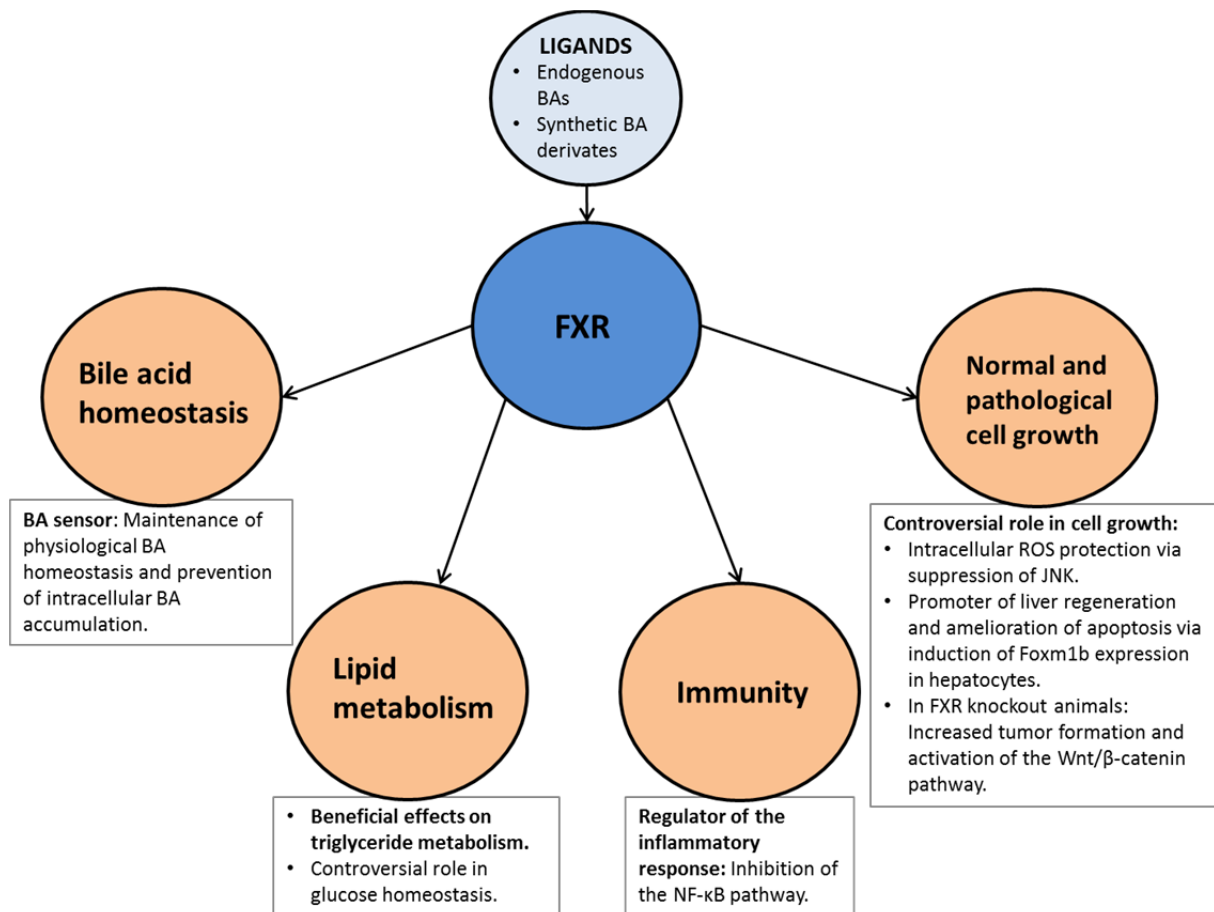 LIGANDS
• Endogenous
BAs
• Synthetic BA
derivates
FXR
Bile acid
homeostasis
BA sensor: Maintenance of
physiological BA
homeostasis and prevention
of intracellular BA
accumulation.
Lipid
metabolism
• Beneficial effects on
triglyceride metabolism.
• Controversial role in
glucose homeostasis.
Immunity
Regulator of the
inflammatory
response: Inhibition of
the NF-κB pathway.
Normal and
pathological
cell growth
Controversial role in cell growth:
• Intracellular ROS protection via
suppression of JNK.
• Promoter of liver regeneration
and amelioration of apoptosis via
induction of Foxm1b expression
in hepatocytes.
• In FXR knockout animals:
Increased tumor formation and
activation of the Wnt/β-catenin
pathway.